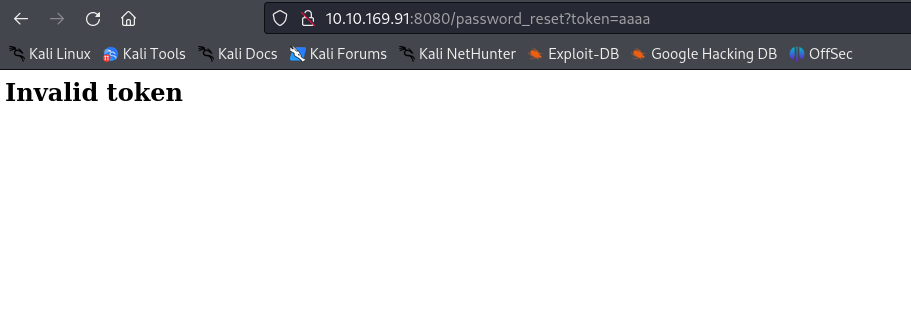 10.10.169.91:8080/password_reset?token=aaaa
Kali Linux Kali Tools Kali Docs Kali Forums Kali NetHunter Exploit-DB Google Hacking DB OffSec
Invalid token